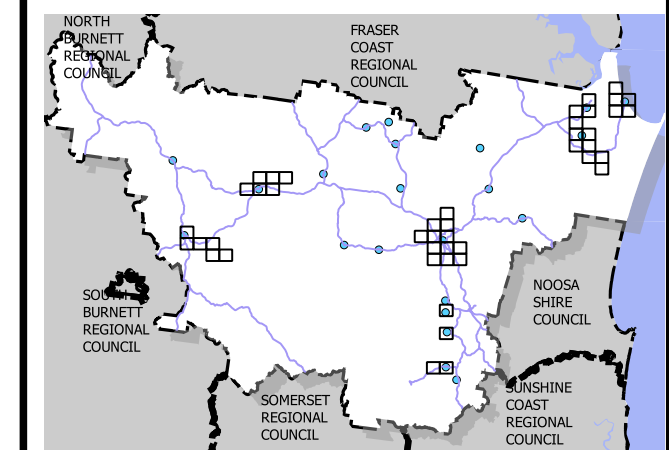 NORTH
BURNETT
REGIONAL
COUNCIL
FRASER
COAST
REGIONAL
COUNCIL
SOUTH
BURNETT
REGIONAL
COUNCIL
NOOSA
SHIRE
COUNCIL
SOMERSET
REGIONAL
COUNCIL
SUNSHINE
COAST
REGIONAL
COUNCIL